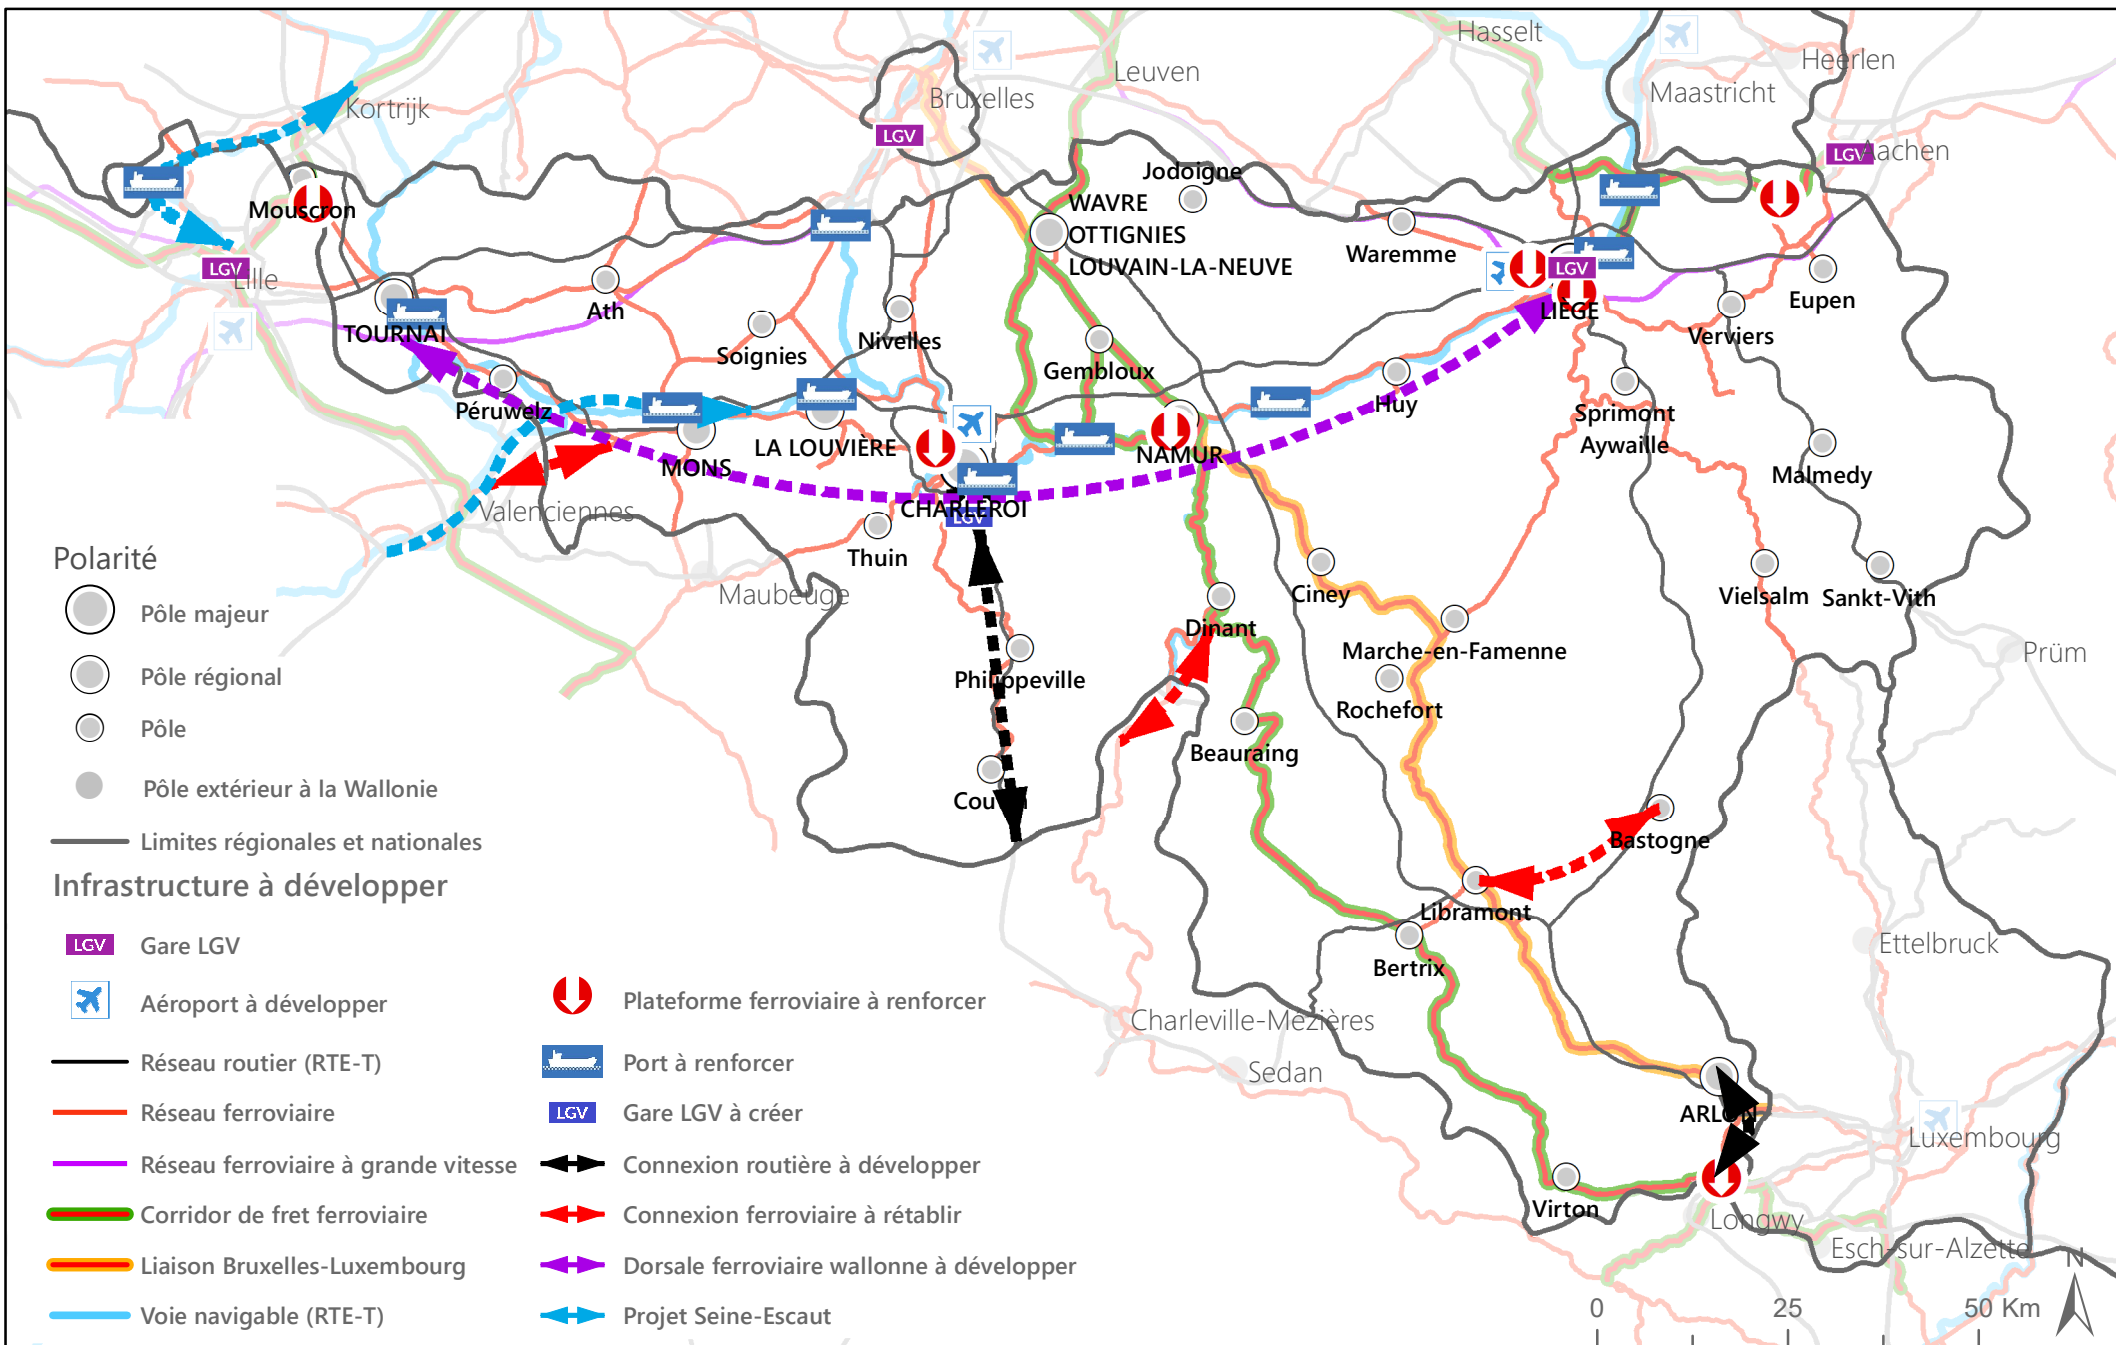 Hasselt
Heerlen
Leuven
Maastricht
Bruxelles
Kortrijk
LGV
LGV
Aachen
Jodoigne
WAVRE
OTTIGNIES
LOUVAIN-LA-NEUVE
Mouscron
Waremme
LGV
Lille
LGV
Ath
Eupen
LIÈGE
TOURNAI
Soignies
Nivelles
Verviers
Gembloux
Péruwelz
Huy
Sprimont
Aywaille
LA LOUVIÈRE
MONS
NAMUR
Malmedy
Valenciennes
CHARLEROI
LGV
Thuin
Maubeuge
Ciney
Vielsalm
Sankt-Vith
Dinant
Marche-en-Famenne
Prüm
Philippeville
Rochefort
Beauraing
Bastogne
Libramont
Ettelbruck
Bertrix
Charleville-Mézières
Sedan
ARLON
Luxembourg
Virton
Longwy
Esch-sur-Alzette
Polarité
Pôle majeur
Pôle régional
Pôle
Pôle extérieur à la Wallonie
Limites régionales et nationales
Infrastructure à développer
LGV Gare LGV
Aéroport à développer
Réseau routier (RTE-T)
Réseau ferroviaire
Réseau ferroviaire à grande vitesse
Corridor de fret ferroviaire
Liaison Bruxelles-Luxembourg
Voie navigable (RTE-T)
Plateforme ferroviaire à renforcer
Port à renforcer
LGV Gare LGV à créer
Connexion routière à développer
Connexion ferroviaire à rétablir
Dorsale ferroviaire wallonne à développer
Projet Seine-Escaut
N
0 25 50 Km